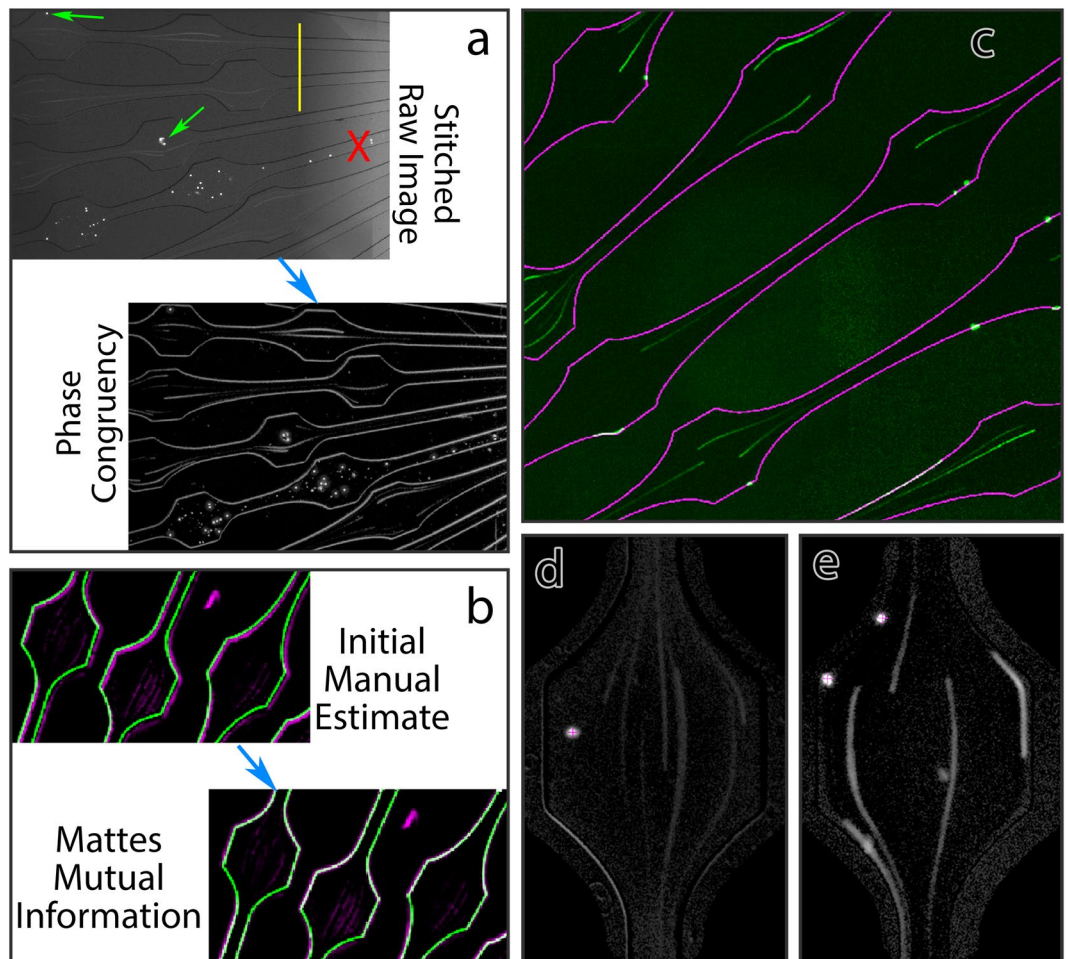 a
X
Stitched
Raw Image
Phase
Congruency
b
Initial
Manual
Estimate
Mattes
Mutual
Information
c
d
e